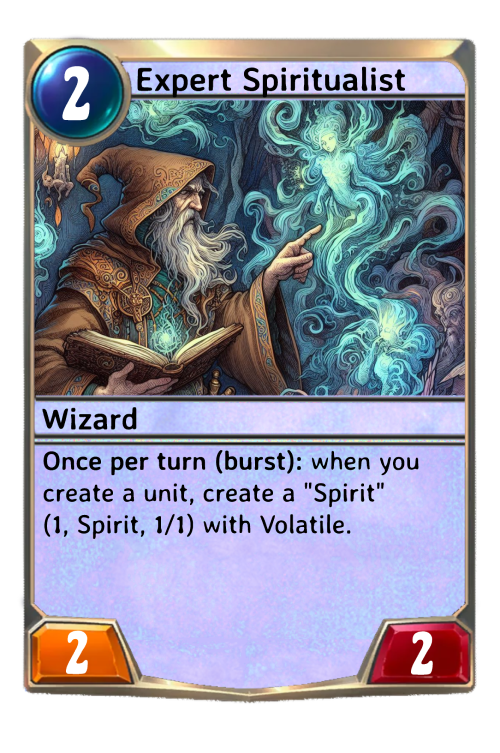 2
Expert Spiritualist
Wizard
Once per turn (burst): when you
create a unit, create a "Spirit"
(1, Spirit, 1/1) with Volatile.
2
2